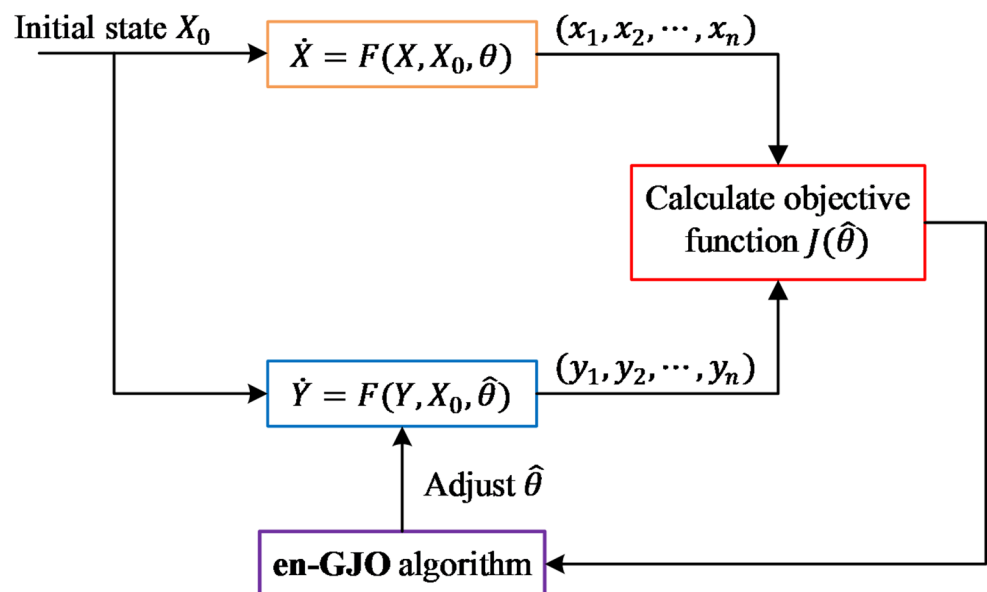 Initial state X₀
Ẋ = F(X, X₀, θ)
(x₁, x₂, ⋯, xₙ)
Calculate objective
function J(θ̂)
Ẏ = F(Y, X₀, θ̂)
(y₁, y₂, ⋯, yₙ)
Adjust θ̂
en-GJO algorithm